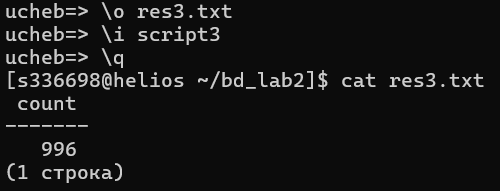 ucheb=> \o res3.txt
ucheb=> \i script3
ucheb=> \q
[s336698@helios ~/bd_lab2]$ cat res3.txt
 count
-------
   996
(1 строка)